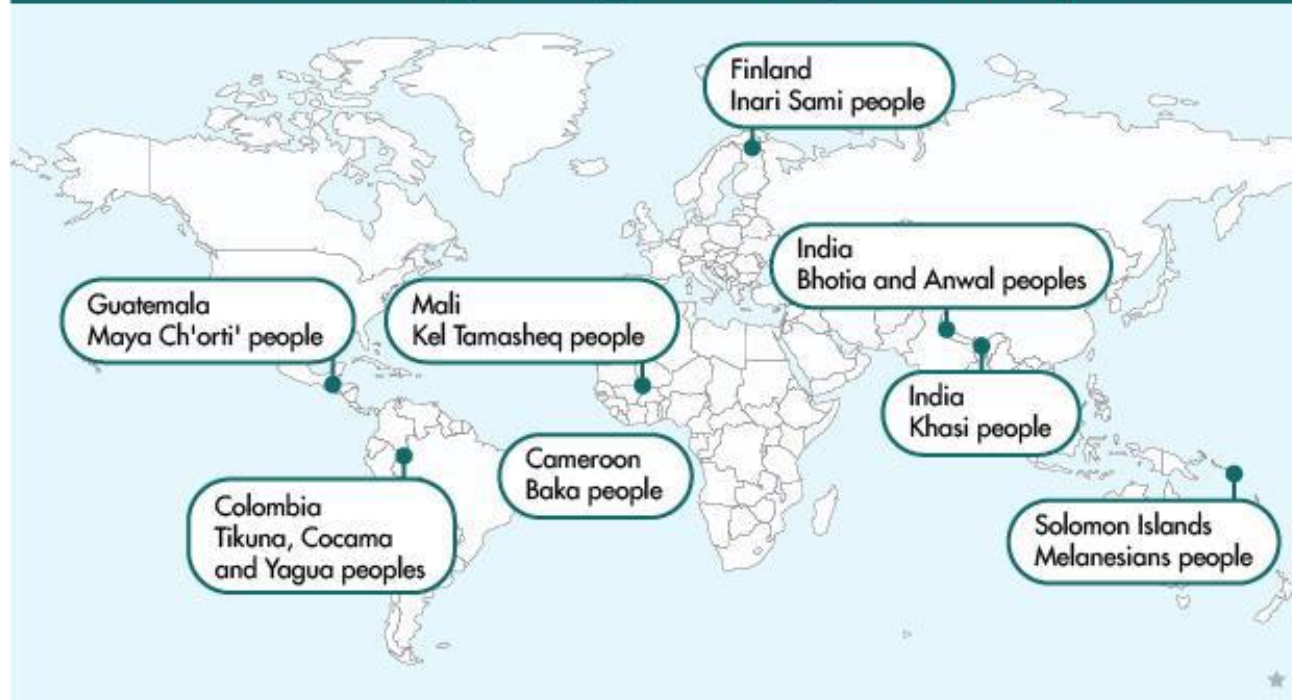 Finland
Inari Sami people
India
Bhotia and Anwal peoples
Guatemala
Maya Ch'orti' people
Mali
Kel Tamasheq people
India
Khasi people
Cameroon
Baka people
Colombia
Tikuna, Cocama
and Yagua peoples
Solomon Islands
Melanesians people